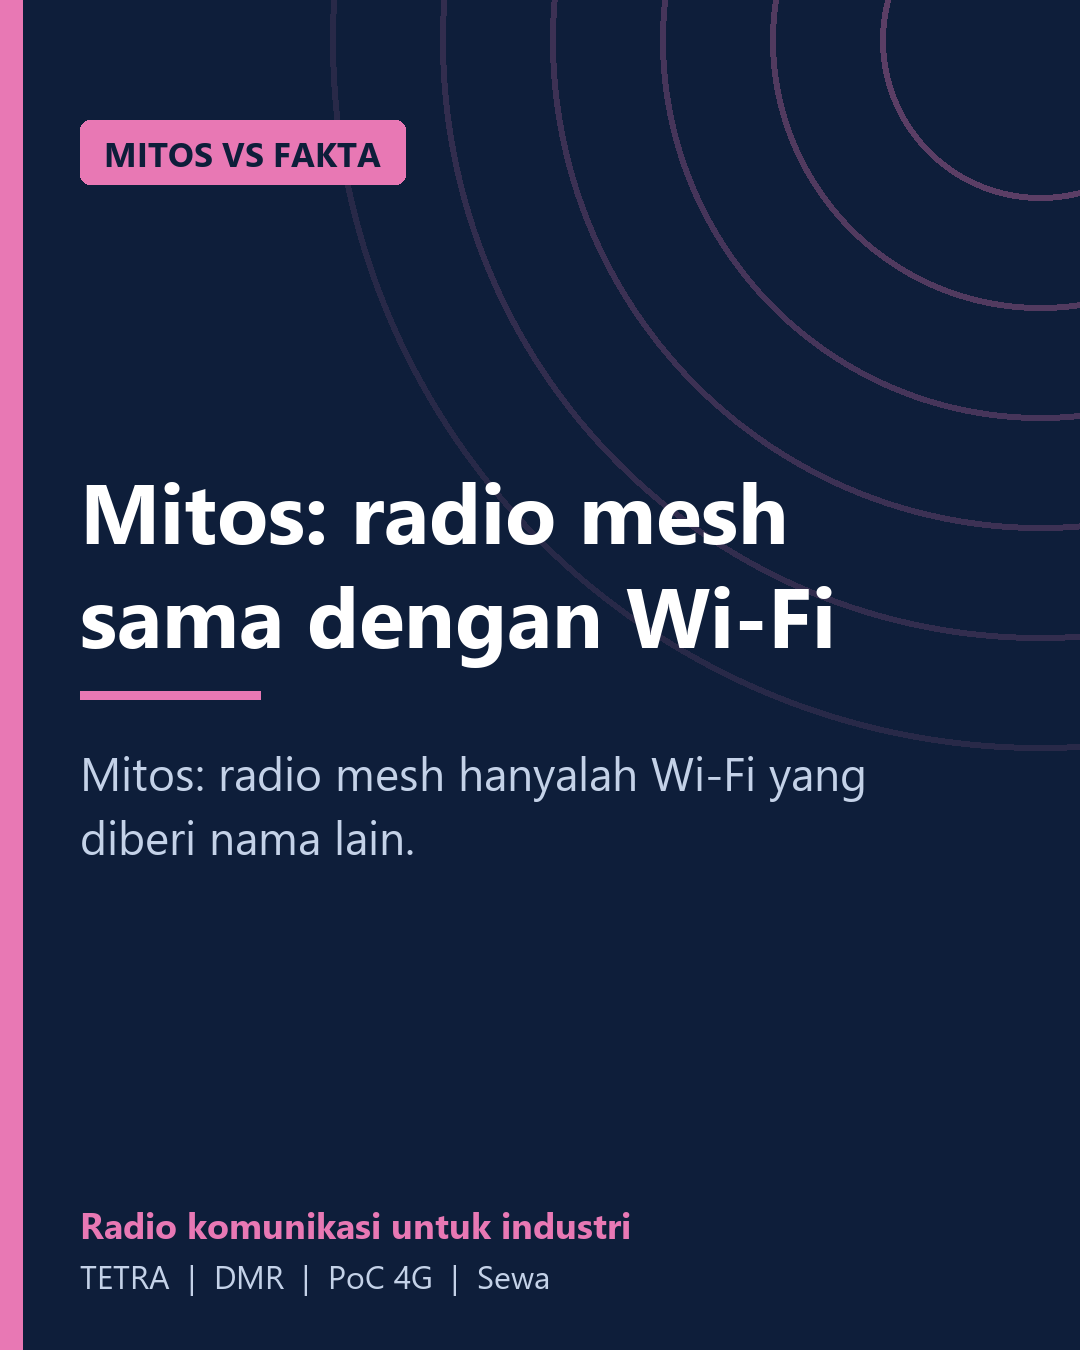 MITOS VS FAKTA
Mitos: radio mesh
sama dengan Wi-Fi
Mitos: radio mesh hanyalah Wi-Fi yang
diberi nama lain.
Radio komunikasi untuk industri
TETRA | DMR | PoC 4G | Sewa